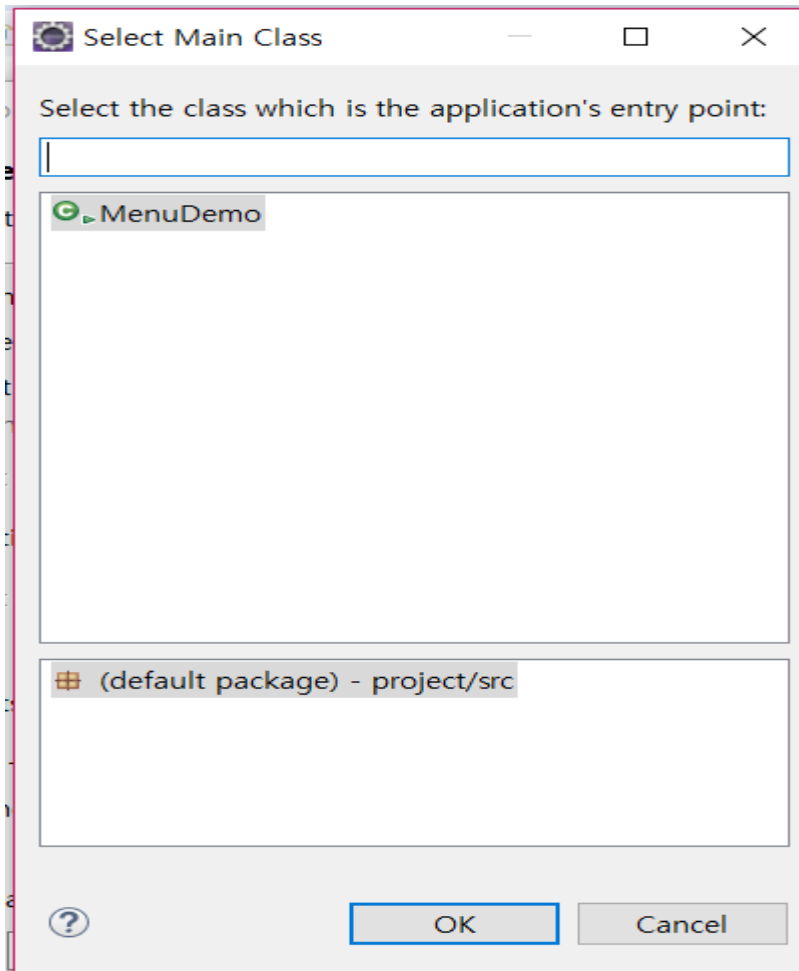 Select Main Class
Select the class which is the application's entry point:
MenuDemo
(default package) - project/src
OK
Cancel